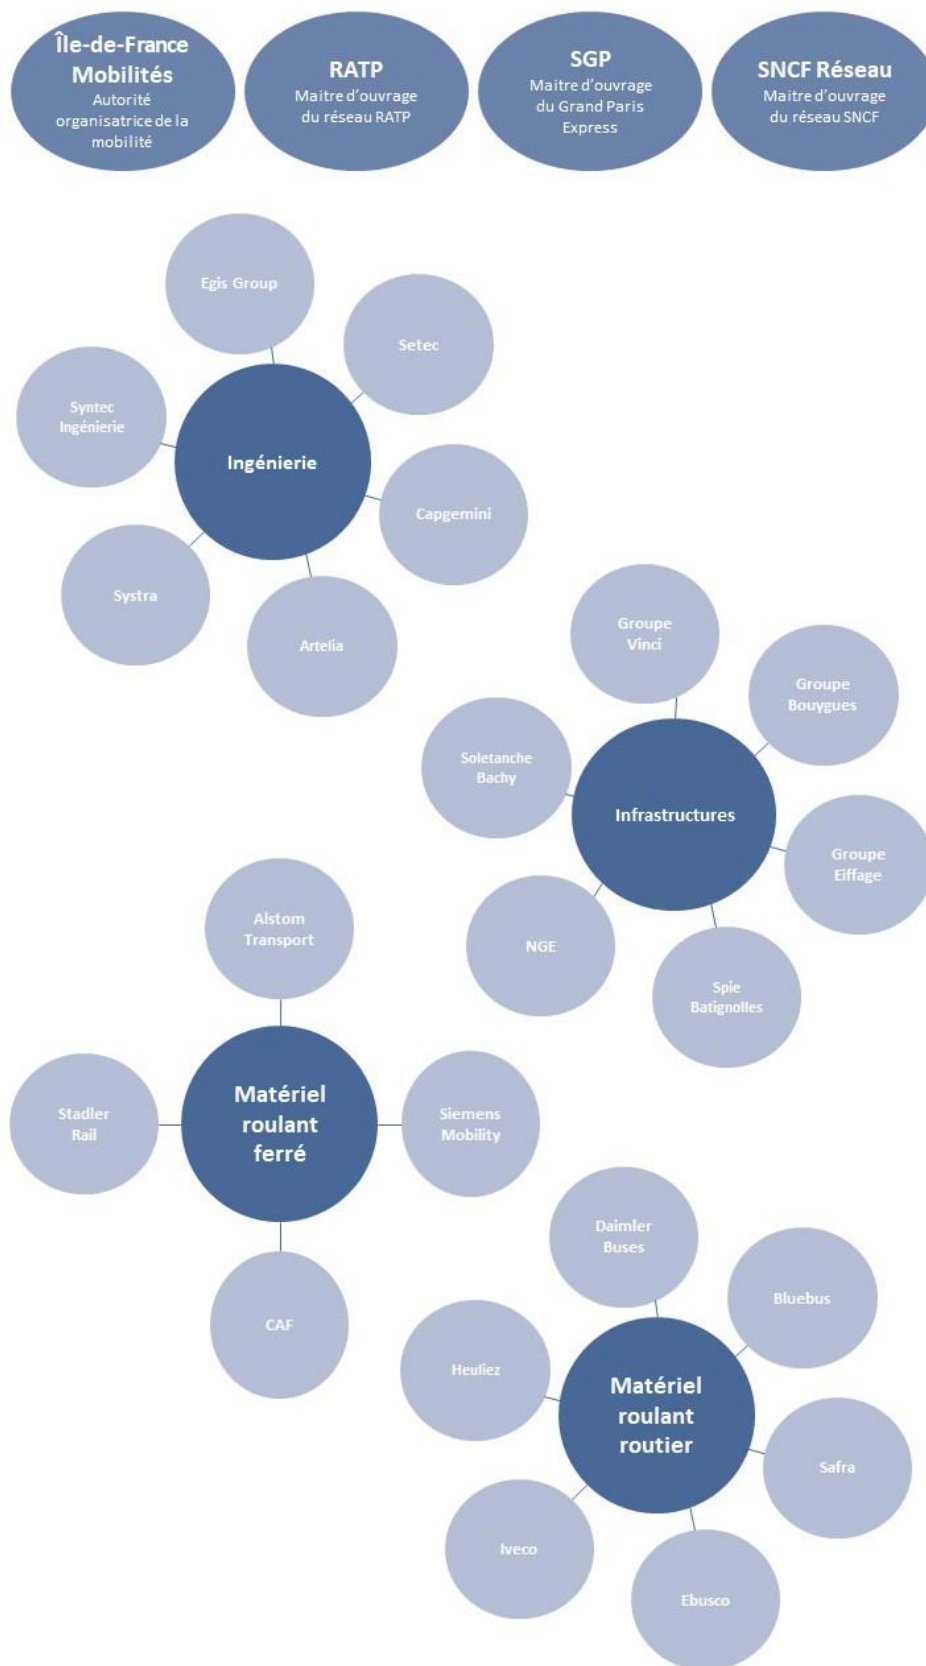 Île-de-France
Mobilités
Autorité
organisatrice de la
mobilité
RATP
Maitre d'ouvrage
du réseau RATP
SGP
Maitre d'ouvrage
du Grand Paris
Express
SNCF Réseau
Maitre d'ouvrage
du réseau SNCF
Egis Group
Setec
Syntec
Ingénierie
Ingénierie
Capgemini
Systra
Artelia
Groupe
Vinci
Groupe
Bouygues
Soletanche
Bachy
Infrastructures
Groupe
Eiffage
NGE
Spie
Batignolles
Alstom
Transport
Stadler
Rail
Matériel
roulant
ferré
Siemens
Mobility
CAF
Daimler
Buses
Bluebus
Heuliez
Matériel
roulant
routier
Safra
Iveco
Ebusco